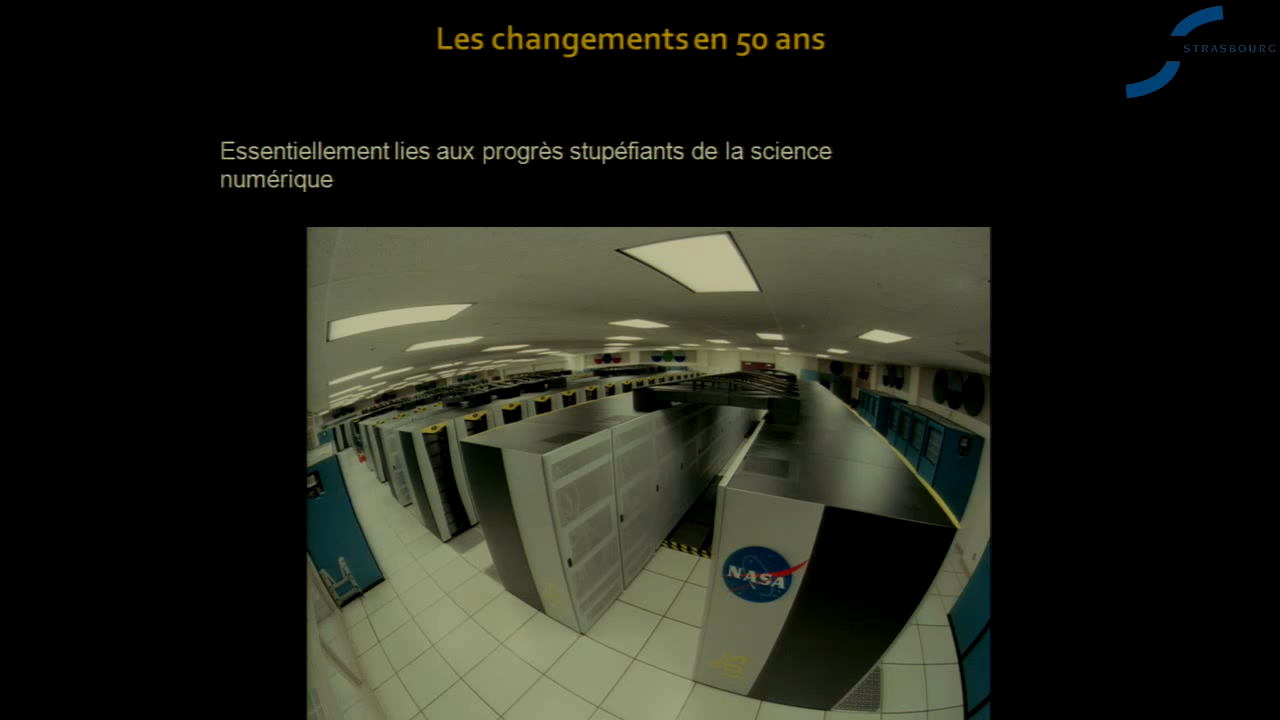 Les changements en 50 ans
STRASBOURG
Essentiellement lies aux progrès stupéfiants de la science
numérique
NASA